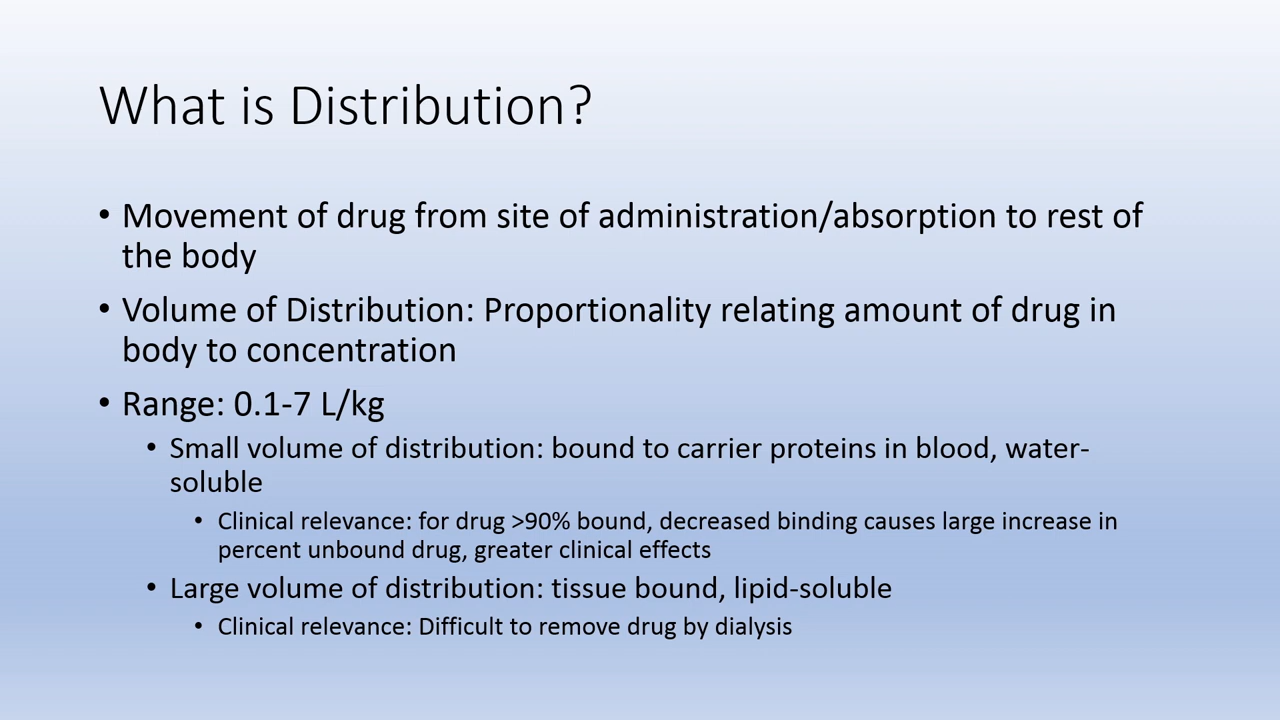 What is Distribution?
• Movement of drug from site of administration/absorption to rest of
the body
• Volume of Distribution: Proportionality relating amount of drug in
body to concentration
• Range: 0.1-7 L/kg
• Small volume of distribution: bound to carrier proteins in blood, water-
soluble
• Clinical relevance: for drug >90% bound, decreased binding causes large increase in
percent unbound drug, greater clinical effects
• Large volume of distribution: tissue bound, lipid-soluble
• Clinical relevance: Difficult to remove drug by dialysis